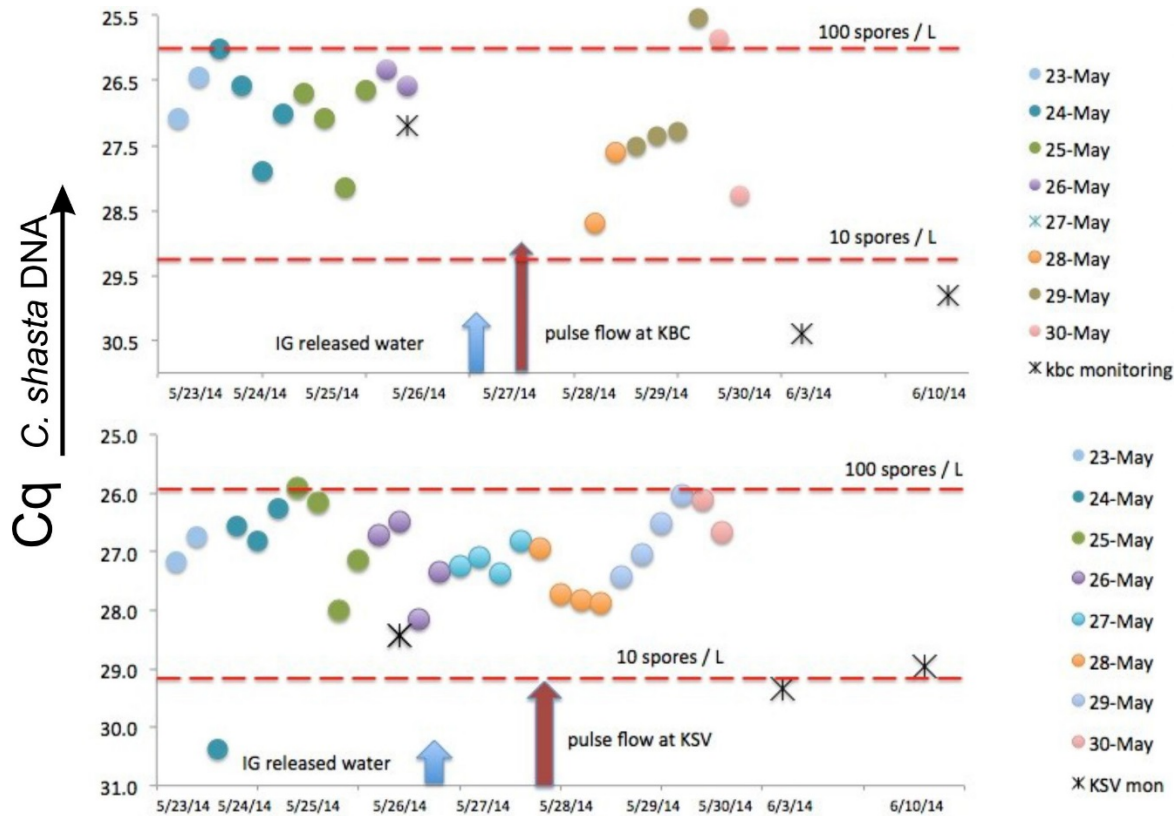 Cq C. shasta DNA
25.5
26.5
27.5
28.5
29.5
30.5
100 spores / L
10 spores / L
IG released water
pulse flow at KBC
5/23/14 5/24/14 5/25/14 5/26/14 5/27/14 5/28/14 5/29/14 5/30/14 6/3/14 6/10/14
23-May
24-May
25-May
26-May
27-May
28-May
29-May
30-May
kbc monitoring
25.0
26.0
27.0
28.0
29.0
30.0
31.0
100 spores / L
10 spores / L
IG released water
pulse flow at KSV
5/23/14 5/24/14 5/25/14 5/26/14 5/27/14 5/28/14 5/29/14 5/30/14 6/3/14 6/10/14
23-May
24-May
25-May
26-May
27-May
28-May
29-May
30-May
KSV mon